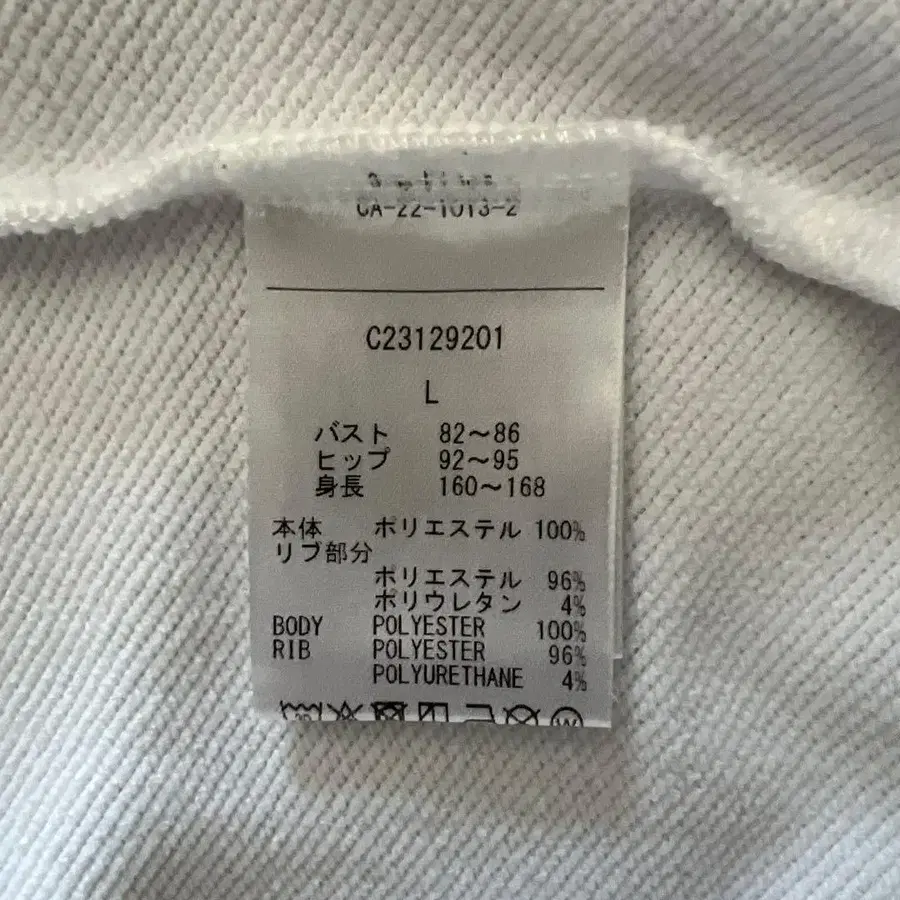 CA-22-1013-2
C23129201
L
バスト 82～86
ヒップ 92～95
身長 160～168
本体 ポリエステル 100%
リブ部分
ポリエステル 96%
ポリウレタン 4%
BODY POLYESTER 100%
RIB POLYESTER 96%
POLYURETHANE 4%